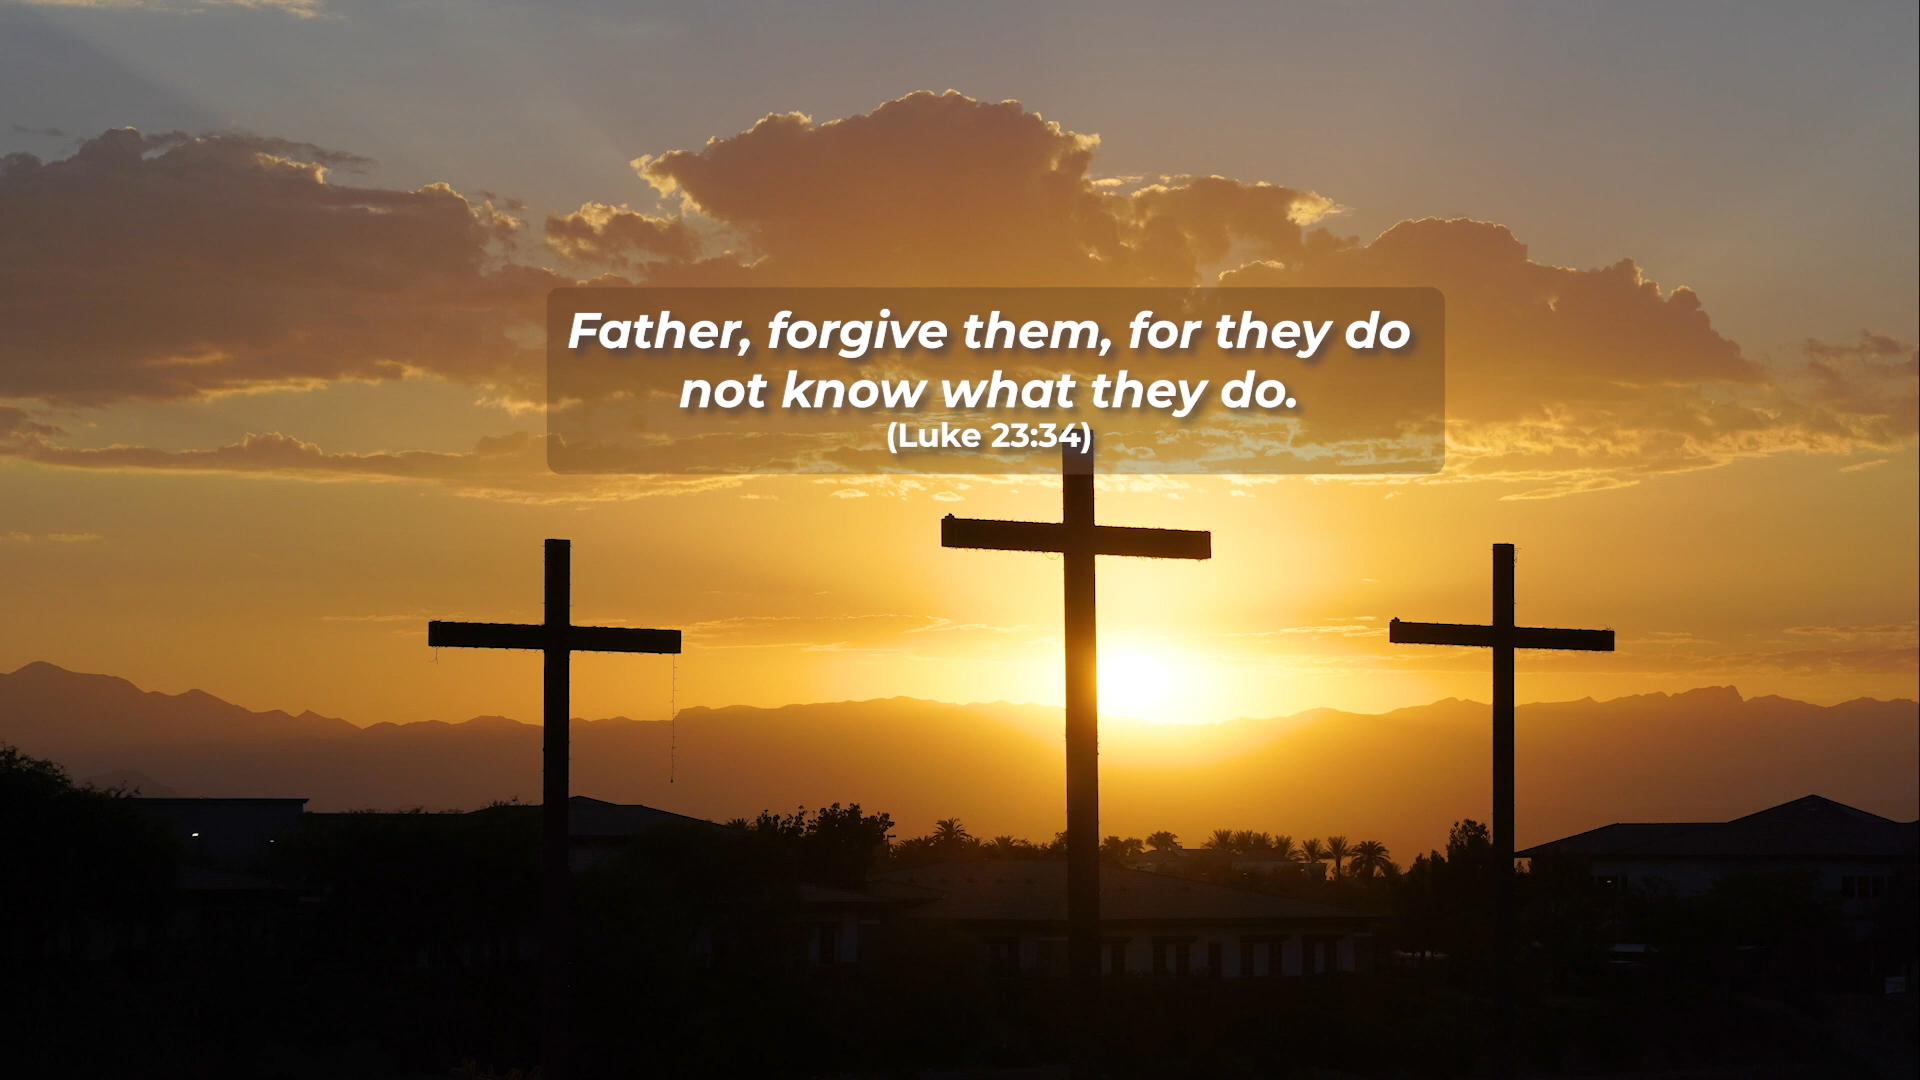 Father, forgive them, for they do
not know what they do.
(Luke 23:34)